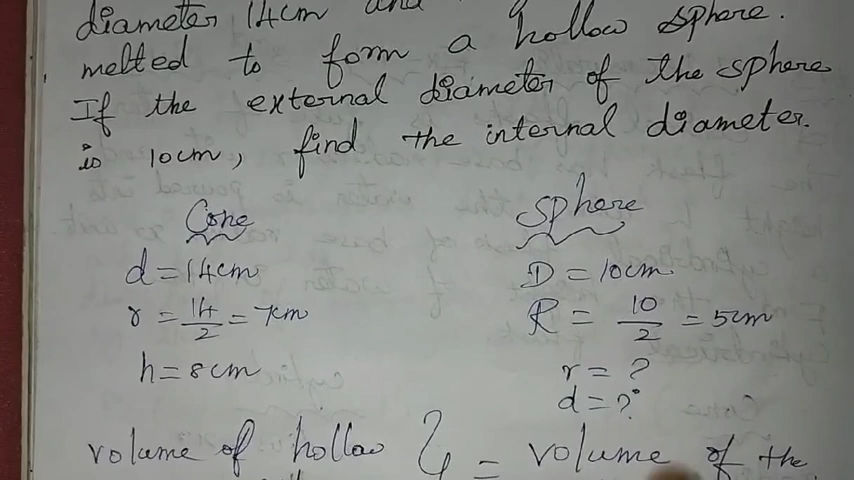 diameter 14cm and
melted to form a hollow sphere.
If the external diameter of the sphere
is 10cm, find the internal diameter.
Cone
d = 14cm
r = 14/2 = 7cm
h = 8cm
Sphere
D = 10cm
R = 10/2 = 5cm
r = ?
d = ?
volume of hollow } = volume of the